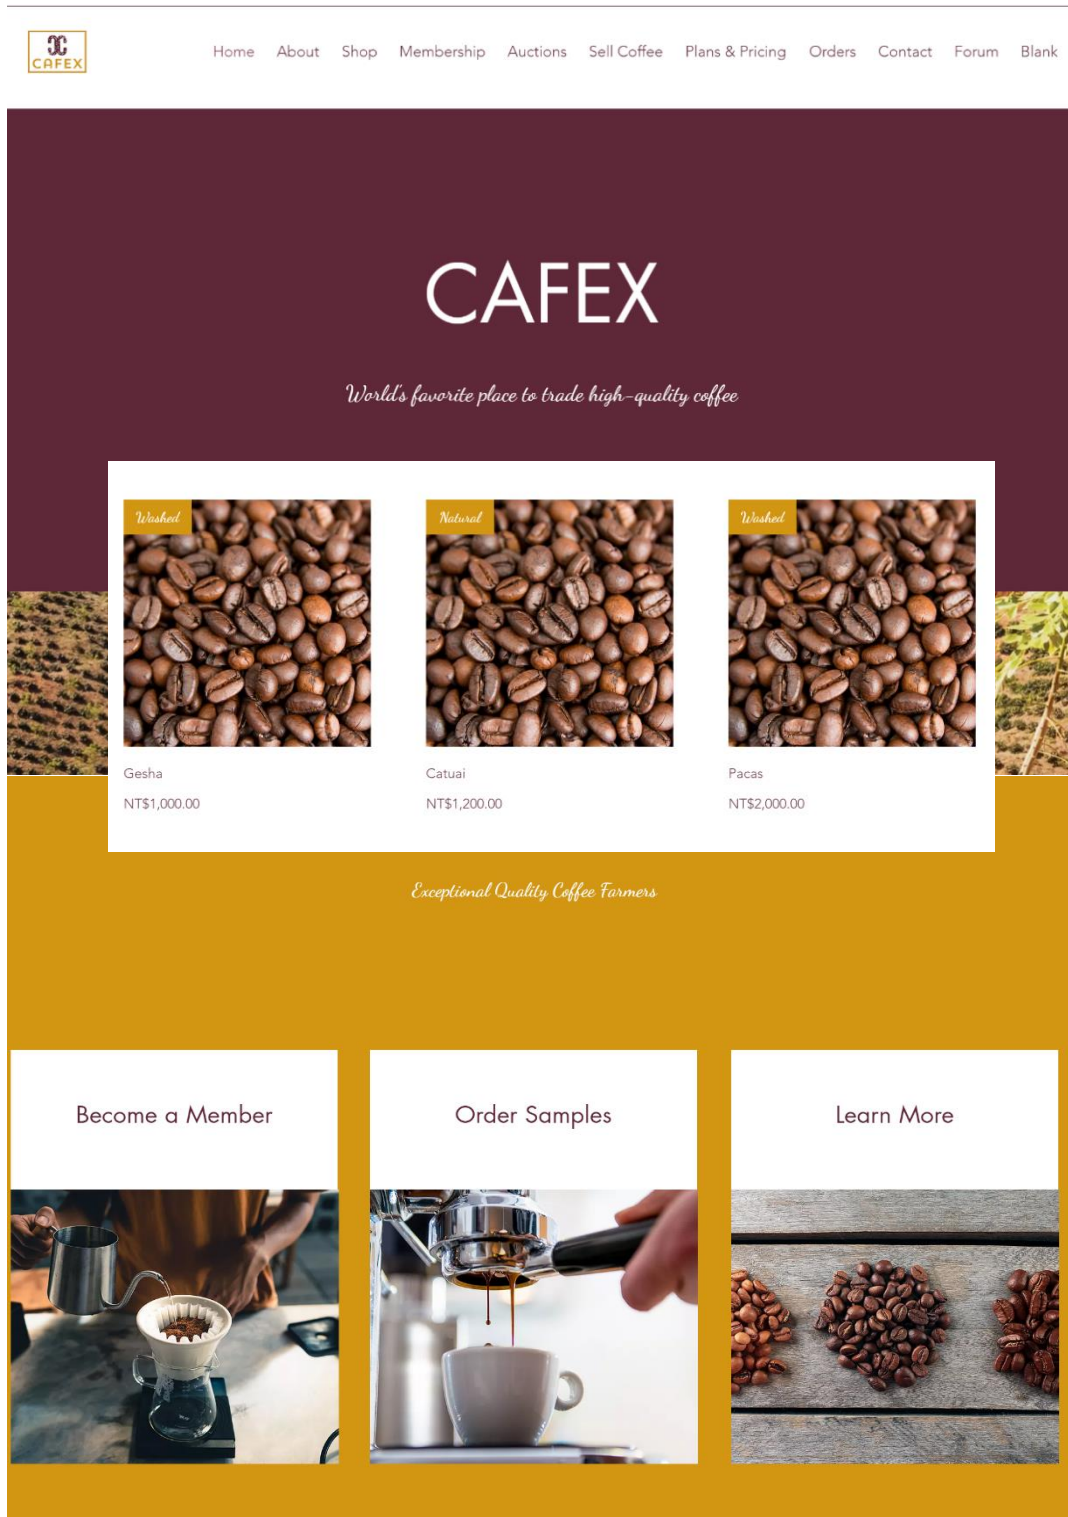 CAFEX
Home About Shop Membership Auctions Sell Coffee Plans & Pricing Orders Contact Forum Blank
CAFEX
World's favorite place to trade high-quality coffee
Washed Natural Washed
Gesha Catuai Pacas
NT$1,000.00 NT$1,200.00 NT$2,000.00
Exceptional Quality Coffee Farmers
Become a Member Order Samples Learn More